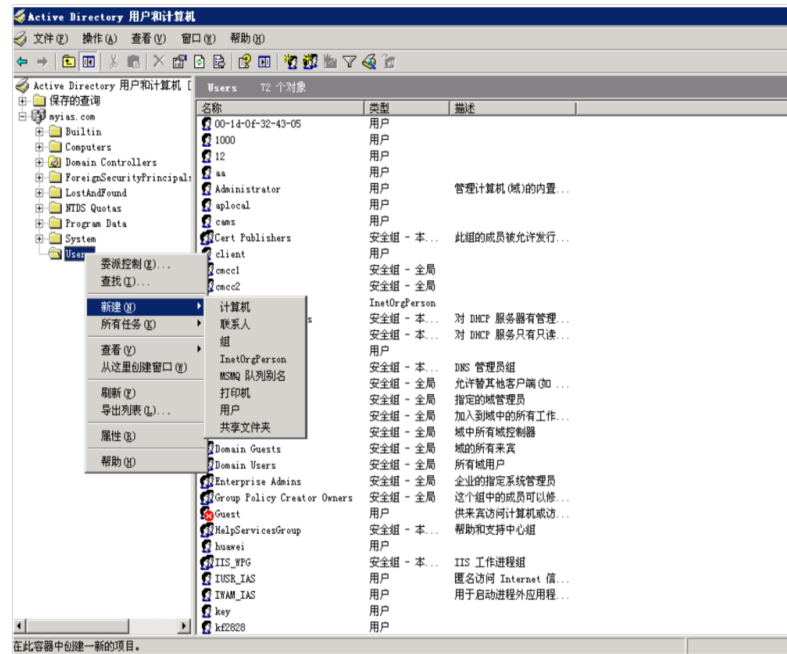 Active Directory 用户和计算机
文件(F) 操作(A) 查看(V) 窗口(W) 帮助(H)
Active Directory 用户和计算机 [
保存的查询
myias.com
Builtin
Computers
Domain Controllers
ForeignSecurityPrincipals
LostAndFound
NTDS Quotas
Program Data
System
Users
委派控制(E)...
查找(I)...
新建(N)
所有任务(K)
查看(V)
从这里创建窗口(W)
刷新(F)
导出列表(L)...
属性(R)
帮助(H)
计算机
联系人
组
InetOrgPerson
MSMQ 队列别名
打印机
用户
共享文件夹
Users 72 个对象
名称 类型 描述
00-1d-0f-32-43-05 用户
1000 用户
12 用户
aa 用户
Administrator 用户 管理计算机(域)的内置...
aplocal 用户
cams 用户
Cert Publishers 安全组 - 本... 此组的成员被允许发行...
client 用户
cmcc1 安全组 - 全局
cmcc2 安全组 - 全局
InetOrgPerson
s 安全组 - 本... 对 DHCP 服务器有管理...
安全组 - 本... 对 DHCP 服务只有只读...
用户
安全组 - 本... DNS 管理员组
安全组 - 全局 允许替其他客户端(如 ...
安全组 - 全局 指定的域管理员
安全组 - 全局 加入到域中的所有工作...
安全组 - 全局 域中所有域控制器
Domain Guests 安全组 - 全局 域的所有来宾
Domain Users 安全组 - 全局 所有域用户
Enterprise Admins 安全组 - 全局 企业的指定系统管理员
Group Policy Creator Owners 安全组 - 全局 这个组中的成员可以修...
Guest 用户 供来宾访问计算机或访...
HelpServicesGroup 安全组 - 本... 帮助和支持中心组
huawei 用户
IIS_WPG 安全组 - 本... IIS 工作进程组
IUSR_IAS 用户 匿名访问 Internet 信...
IWAM_IAS 用户 用于启动进程外应用程...
key 用户
kf2828 用户
在此容器中创建一新的项目。